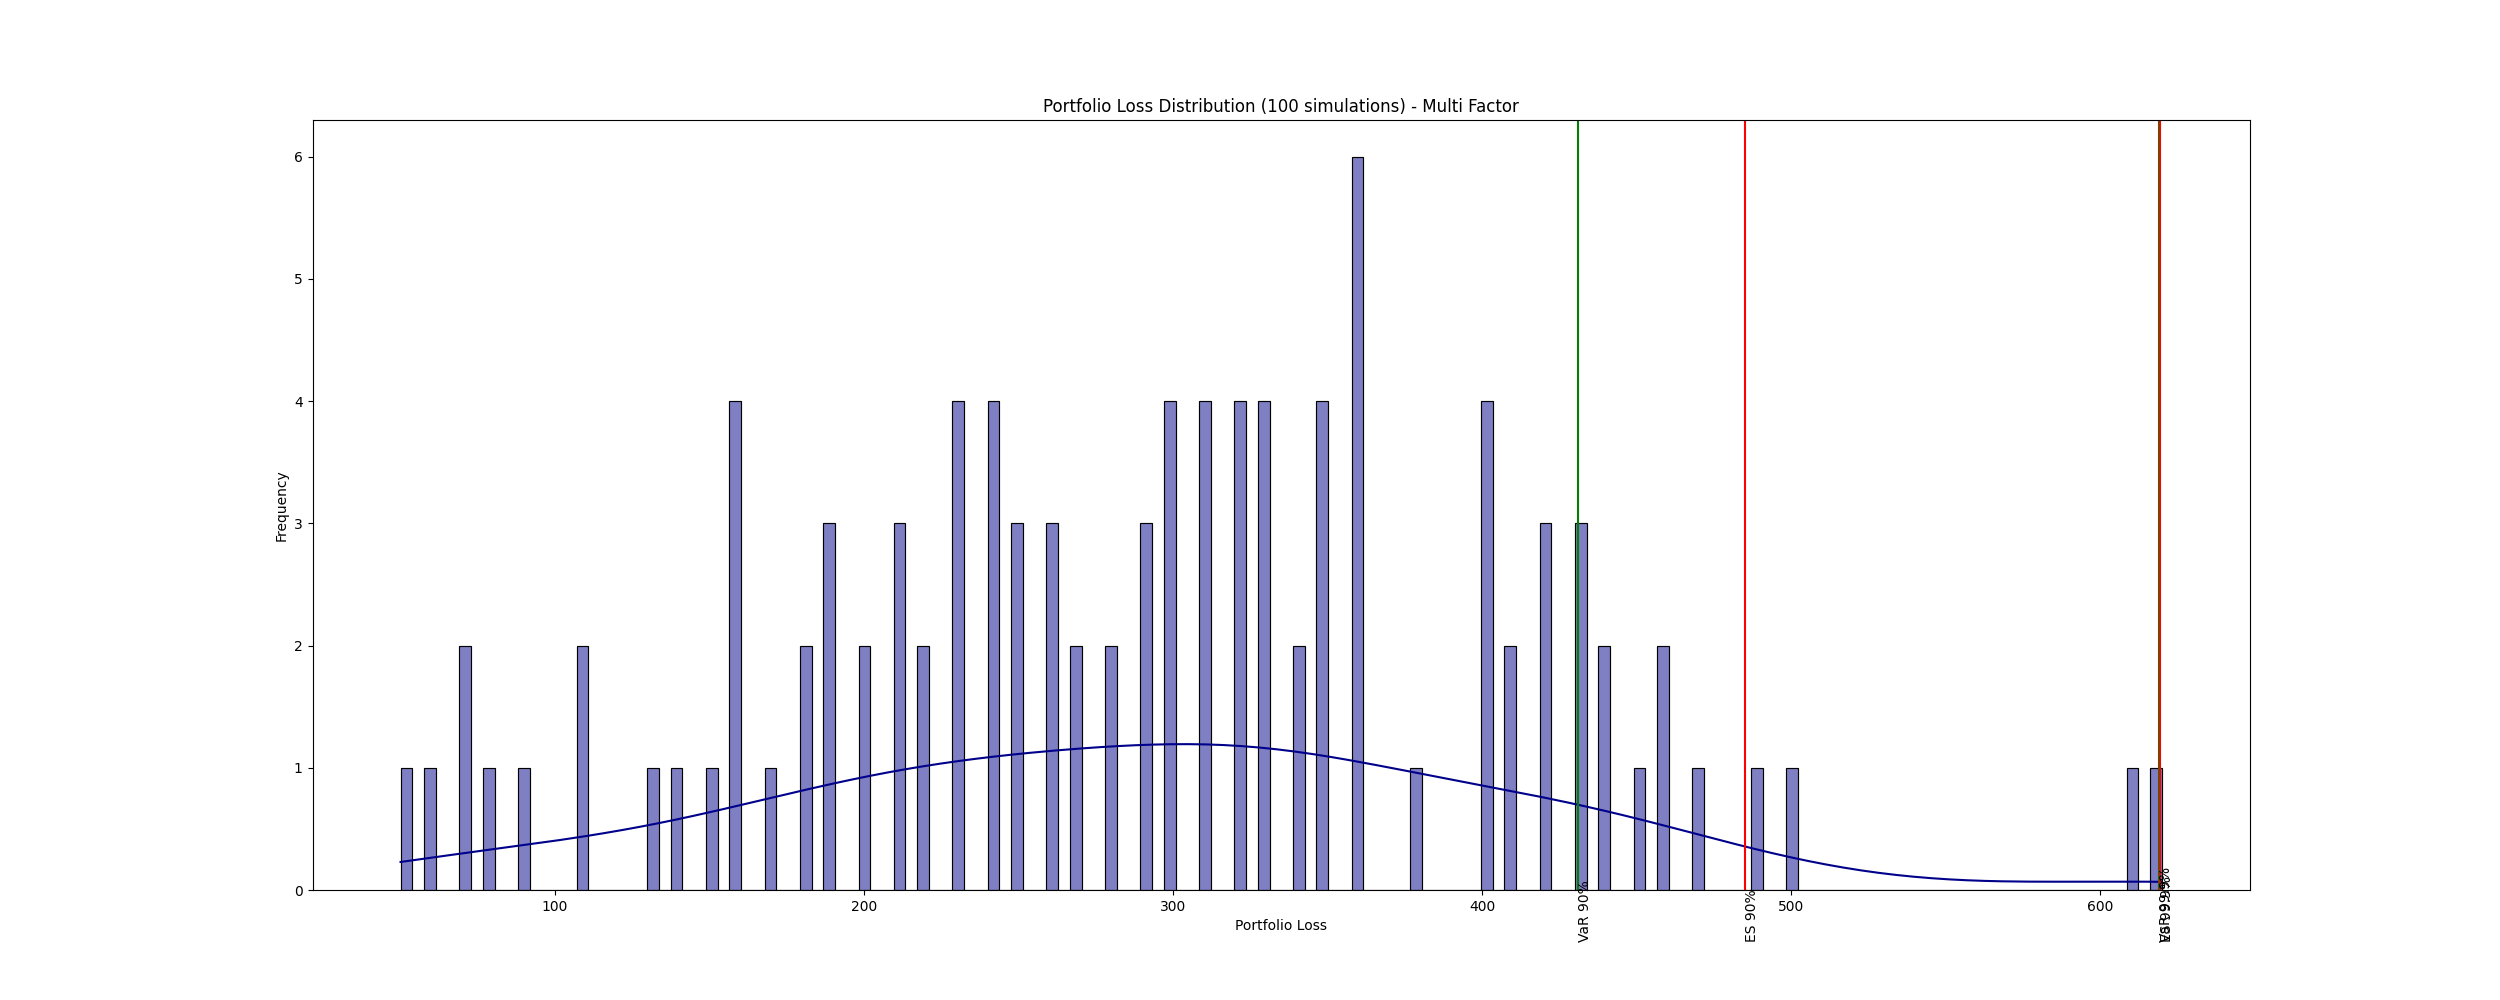 Portfolio Loss Distribution (100 simulations) - Multi Factor
Frequency
6
5
4
3
2
1
0
100
200
300
400
500
600
Portfolio Loss
VaR 90%
ES 90%